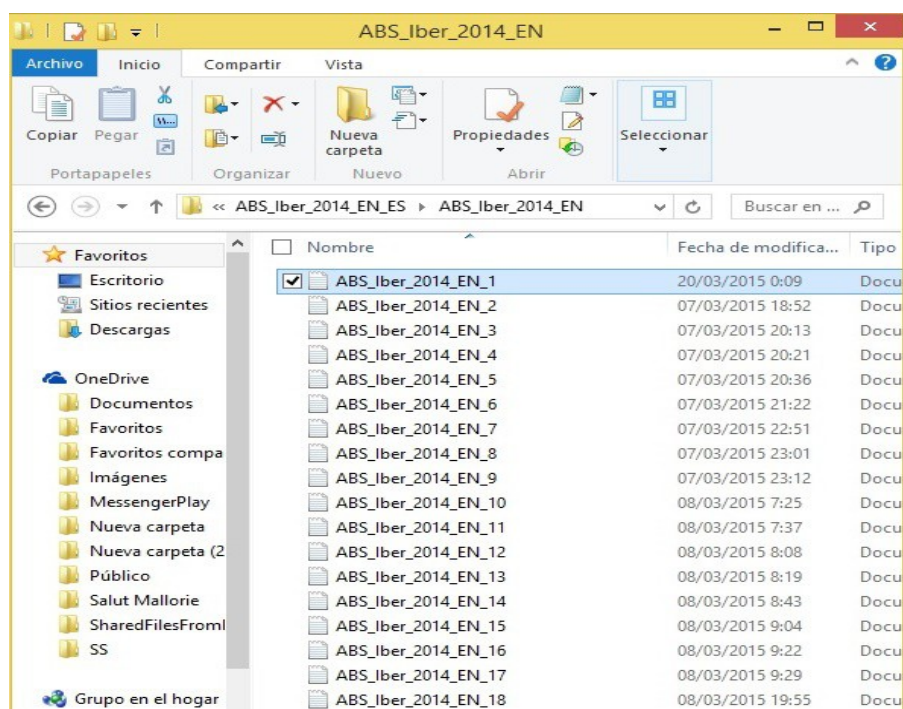 ABS_Iber_2014_EN
Archivo Inicio Compartir Vista
Copiar Pegar
Nueva carpeta
Propiedades
Seleccionar
Portapapeles Organizar Nuevo Abrir
« ABS_Iber_2014_EN_ES ▸ ABS_Iber_2014_EN
Buscar en ...
Nombre Fecha de modifica... Tipo
Favoritos
Escritorio
Sitios recientes
Descargas
OneDrive
Documentos
Favoritos
Favoritos compa
Imágenes
MessengerPlay
Nueva carpeta
Nueva carpeta (2
Público
Salut Mallorie
SharedFilesFroml
SS
Grupo en el hogar
ABS_Iber_2014_EN_1 20/03/2015 0:09 Docu
ABS_Iber_2014_EN_2 07/03/2015 18:52 Docu
ABS_Iber_2014_EN_3 07/03/2015 20:13 Docu
ABS_Iber_2014_EN_4 07/03/2015 20:21 Docu
ABS_Iber_2014_EN_5 07/03/2015 20:36 Docu
ABS_Iber_2014_EN_6 07/03/2015 21:22 Docu
ABS_Iber_2014_EN_7 07/03/2015 22:51 Docu
ABS_Iber_2014_EN_8 07/03/2015 23:01 Docu
ABS_Iber_2014_EN_9 07/03/2015 23:12 Docu
ABS_Iber_2014_EN_10 08/03/2015 7:25 Docu
ABS_Iber_2014_EN_11 08/03/2015 7:37 Docu
ABS_Iber_2014_EN_12 08/03/2015 8:08 Docu
ABS_Iber_2014_EN_13 08/03/2015 8:19 Docu
ABS_Iber_2014_EN_14 08/03/2015 8:43 Docu
ABS_Iber_2014_EN_15 08/03/2015 9:04 Docu
ABS_Iber_2014_EN_16 08/03/2015 9:22 Docu
ABS_Iber_2014_EN_17 08/03/2015 9:29 Docu
ABS_Iber_2014_EN_18 08/03/2015 19:55 Docu